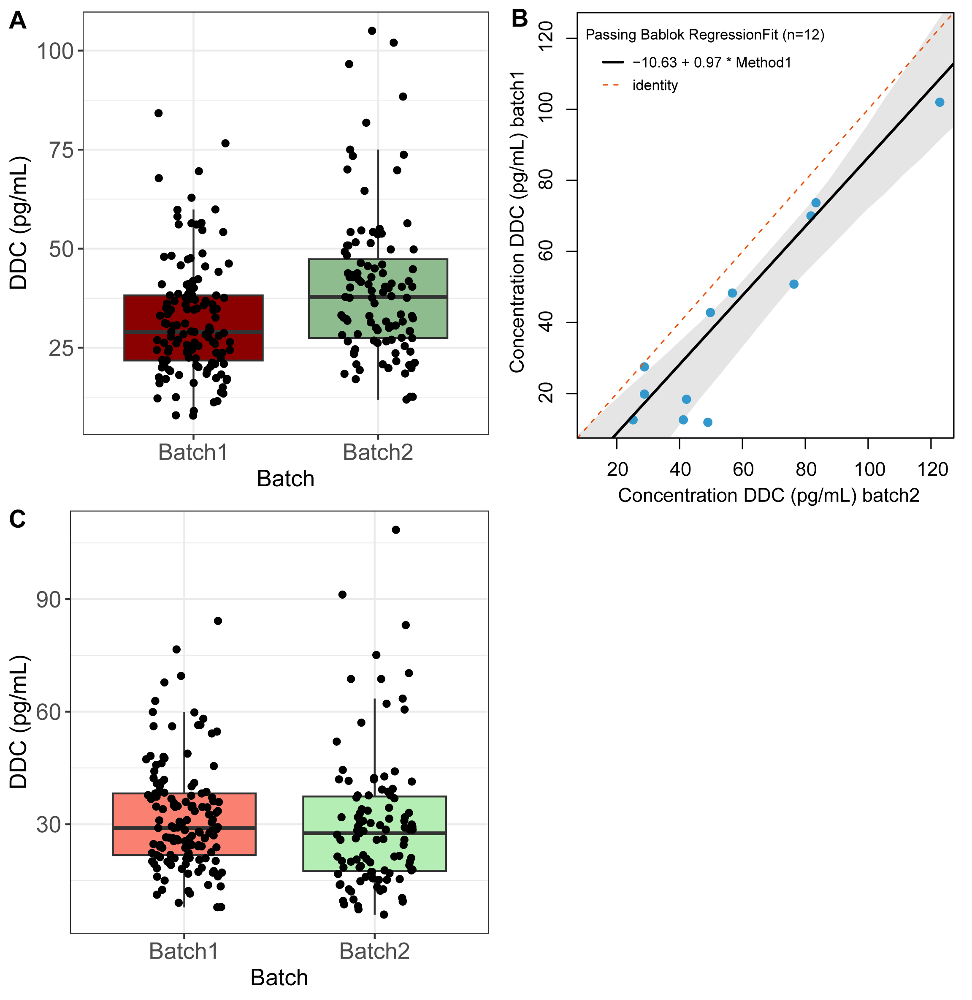 A
DDC (pg/mL)
100
75
50
25
Batch1
Batch2
Batch
B
Concentration DDC (pg/mL) batch1
120
100
80
60
40
20
Passing Bablok RegressionFit (n=12)
−10.63 + 0.97 * Method1
identity
20
40
60
80
100
120
Concentration DDC (pg/mL) batch2
C
DDC (pg/mL)
90
60
30
Batch1
Batch2
Batch